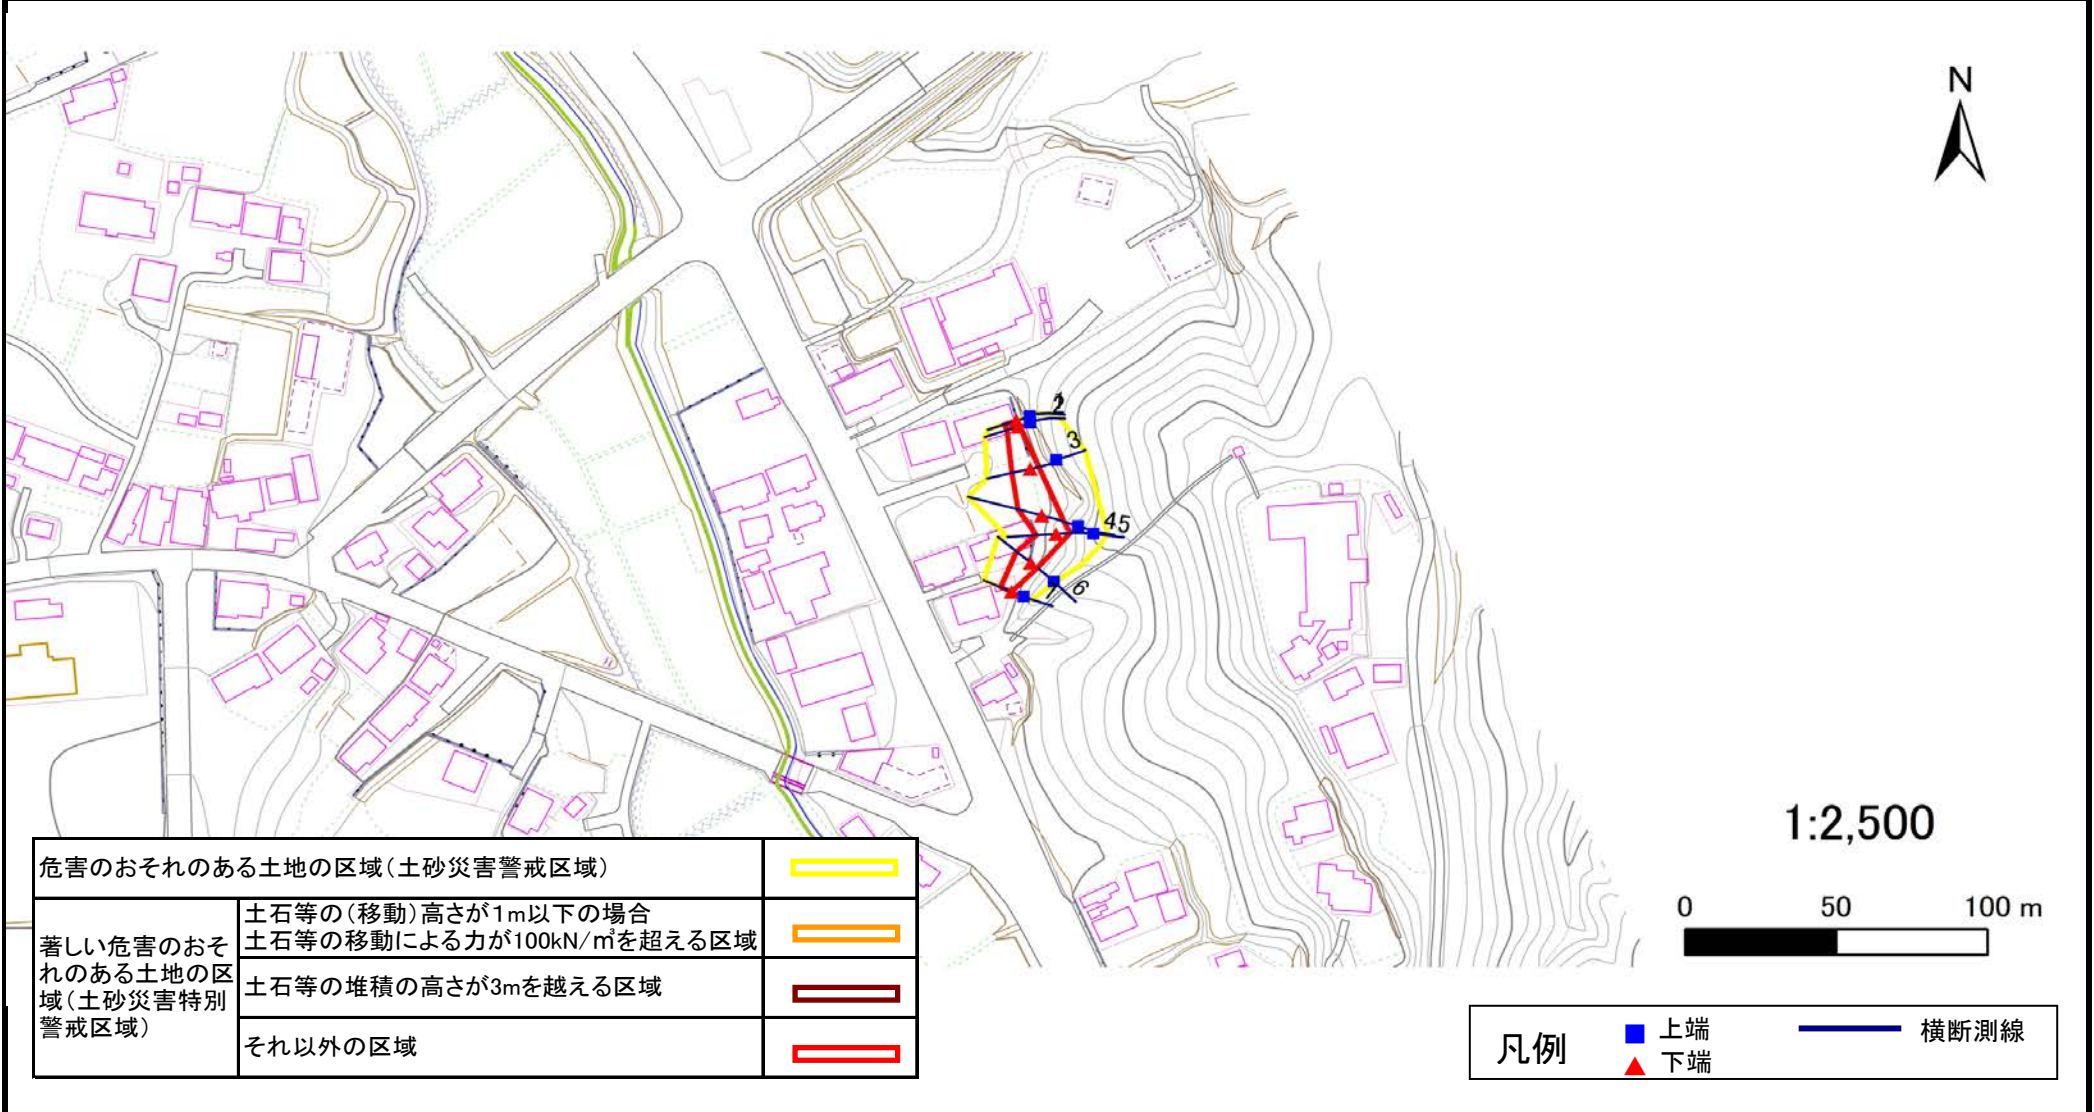 N
1
2
3
45
6
7
1:2,500
0 50 100 m
危害のおそれのある土地の区域(土砂災害警戒区域)
著しい危害のおそ
れのある土地の区
域(土砂災害特別
警戒区域)
土石等の(移動)高さが1m以下の場合
土石等の移動による力が100kN/㎡を超える区域
土石等の堆積の高さが3mを越える区域
それ以外の区域
凡例
上端
下端
横断測線